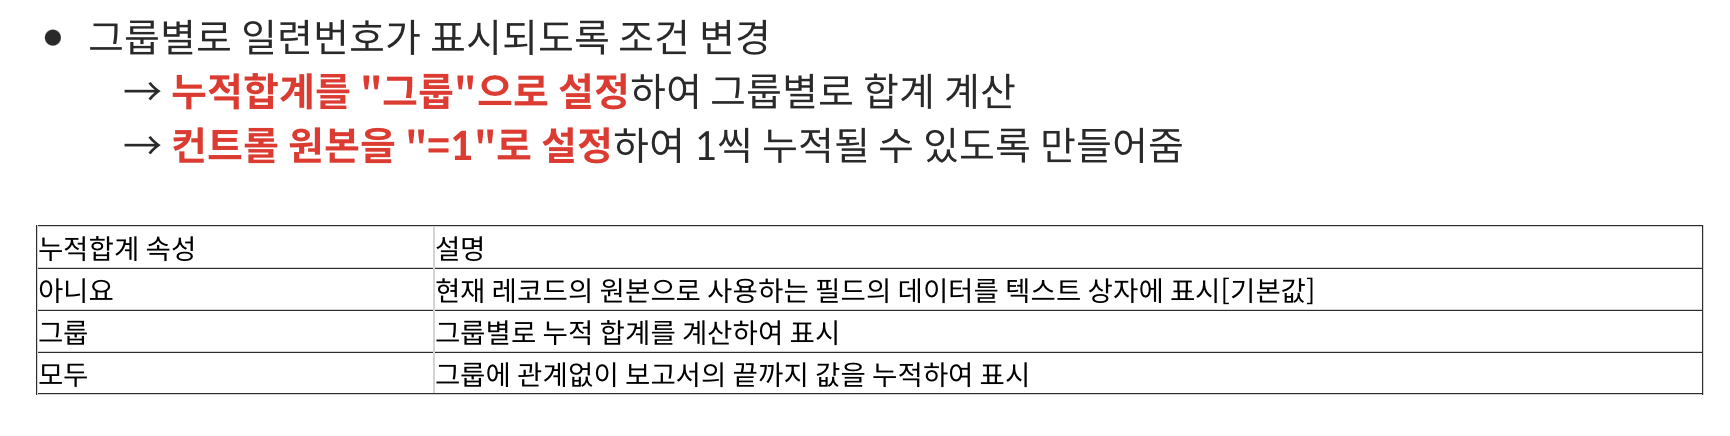 ● 그룹별로 일련번호가 표시되도록 조건 변경
→ 누적합계를 "그룹"으로 설정하여 그룹별로 합계 계산
→ 컨트롤 원본을 "=1"로 설정하여 1씩 누적될 수 있도록 만들어줌
누적합계 속성 설명
아니요 현재 레코드의 원본으로 사용하는 필드의 데이터를 텍스트 상자에 표시[기본값]
그룹 그룹별로 누적 합계를 계산하여 표시
모두 그룹에 관계없이 보고서의 끝까지 값을 누적하여 표시